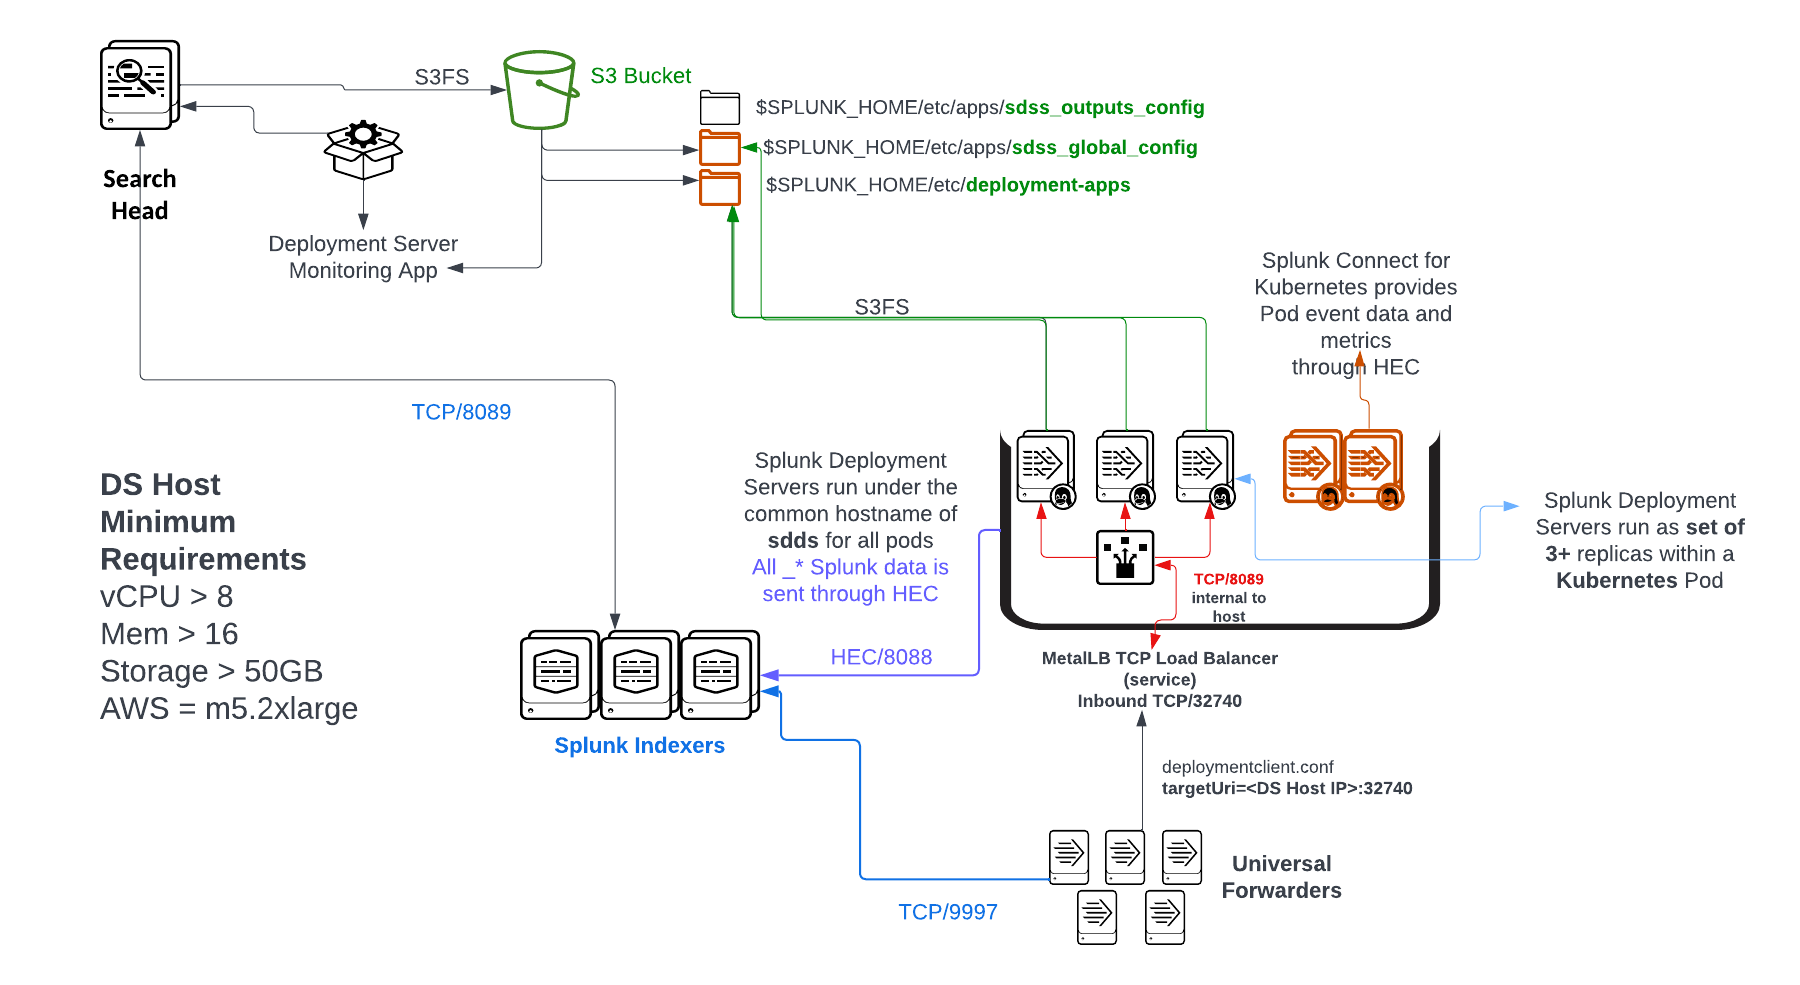 S3FS
S3 Bucket
$SPLUNK_HOME/etc/apps/sdss_outputs_config
$SPLUNK_HOME/etc/apps/sdss_global_config
$SPLUNK_HOME/etc/deployment-apps
Search
Head
Deployment Server
Monitoring App
S3FS
Splunk Connect for
Kubernetes provides
Pod event data and
metrics
through HEC
TCP/8089
DS Host
Minimum
Requirements
vCPU > 8
Mem > 16
Storage > 50GB
AWS = m5.2xlarge
Splunk Deployment
Servers run under the
common hostname of
sdds for all pods
All _* Splunk data is
sent through HEC
Splunk Deployment
Servers run as set of
3+ replicas within a
Kubernetes Pod
TCP/8089
internal to
host
HEC/8088
MetalLB TCP Load Balancer
(service)
Inbound TCP/32740
Splunk Indexers
deploymentclient.conf
targetUri=<DS Host IP>:32740
Universal
Forwarders
TCP/9997